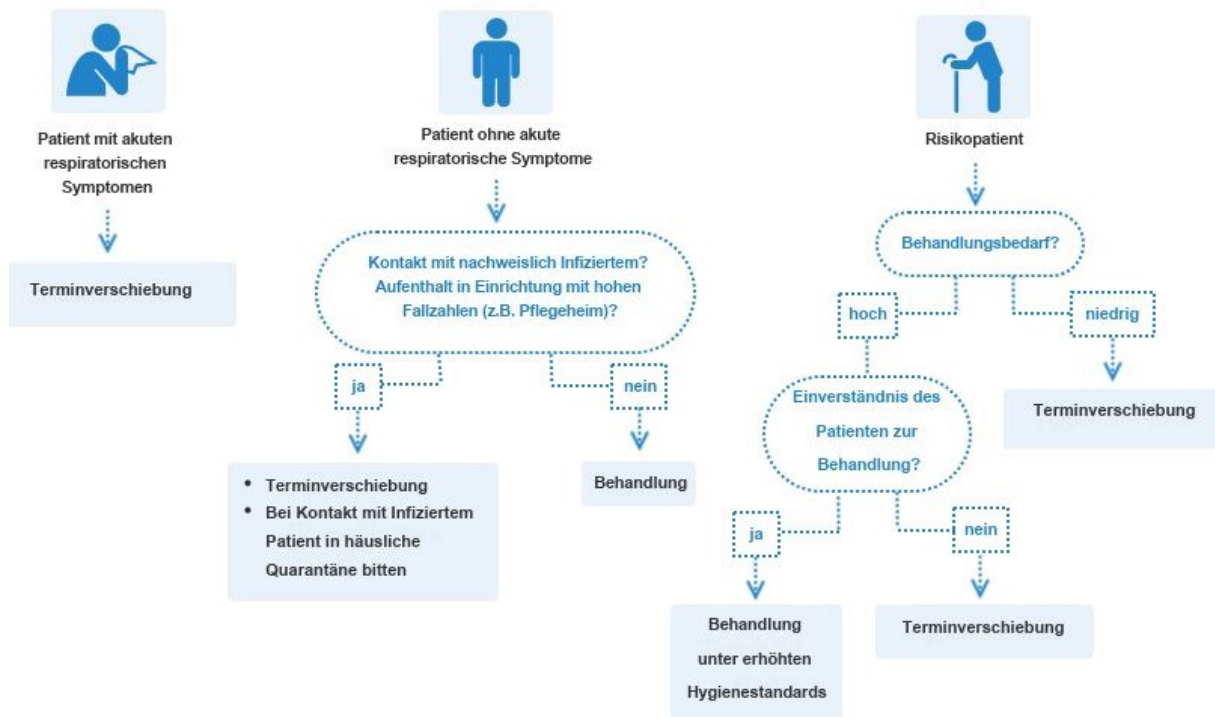 Patient mit akuten
respiratorischen
Symptomen
Terminverschiebung
Patient ohne akute
respiratorische Symptome
Kontakt mit nachweislich Infiziertem?
Aufenthalt in Einrichtung mit hohen
Fallzahlen (z.B. Pflegeheim)?
ja
nein
• Terminverschiebung
• Bei Kontakt mit Infiziertem
Patient in häusliche
Quarantäne bitten
Behandlung
Risikopatient
Behandlungsbedarf?
hoch
niedrig
Einverständnis des
Patienten zur
Behandlung?
Terminverschiebung
ja
nein
Behandlung
unter erhöhten
Hygienestandards
Terminverschiebung